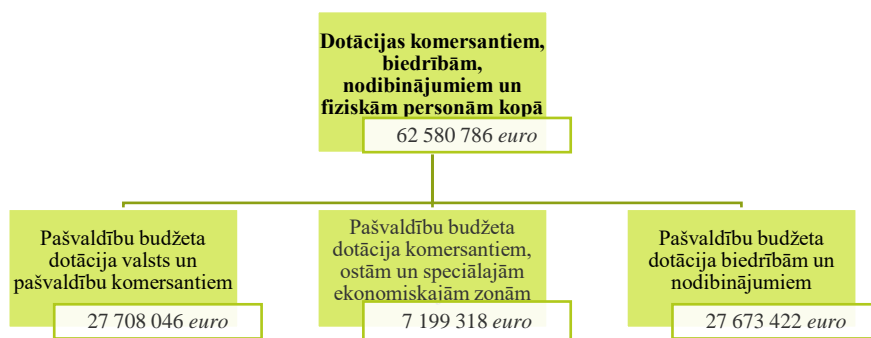 Dotācijas komersantiem,
biedrībām,
nodibinājumiem un
fiziskām personām kopā
62 580 786 euro
Pašvaldību budžeta
dotācija valsts un
pašvaldību komersantiem
27 708 046 euro
Pašvaldību budžeta
dotācija komersantiem,
ostām un speciālajām
ekonomiskajām zonām
7 199 318 euro
Pašvaldību budžeta
dotācija biedrībām un
nodibinājumiem
27 673 422 euro